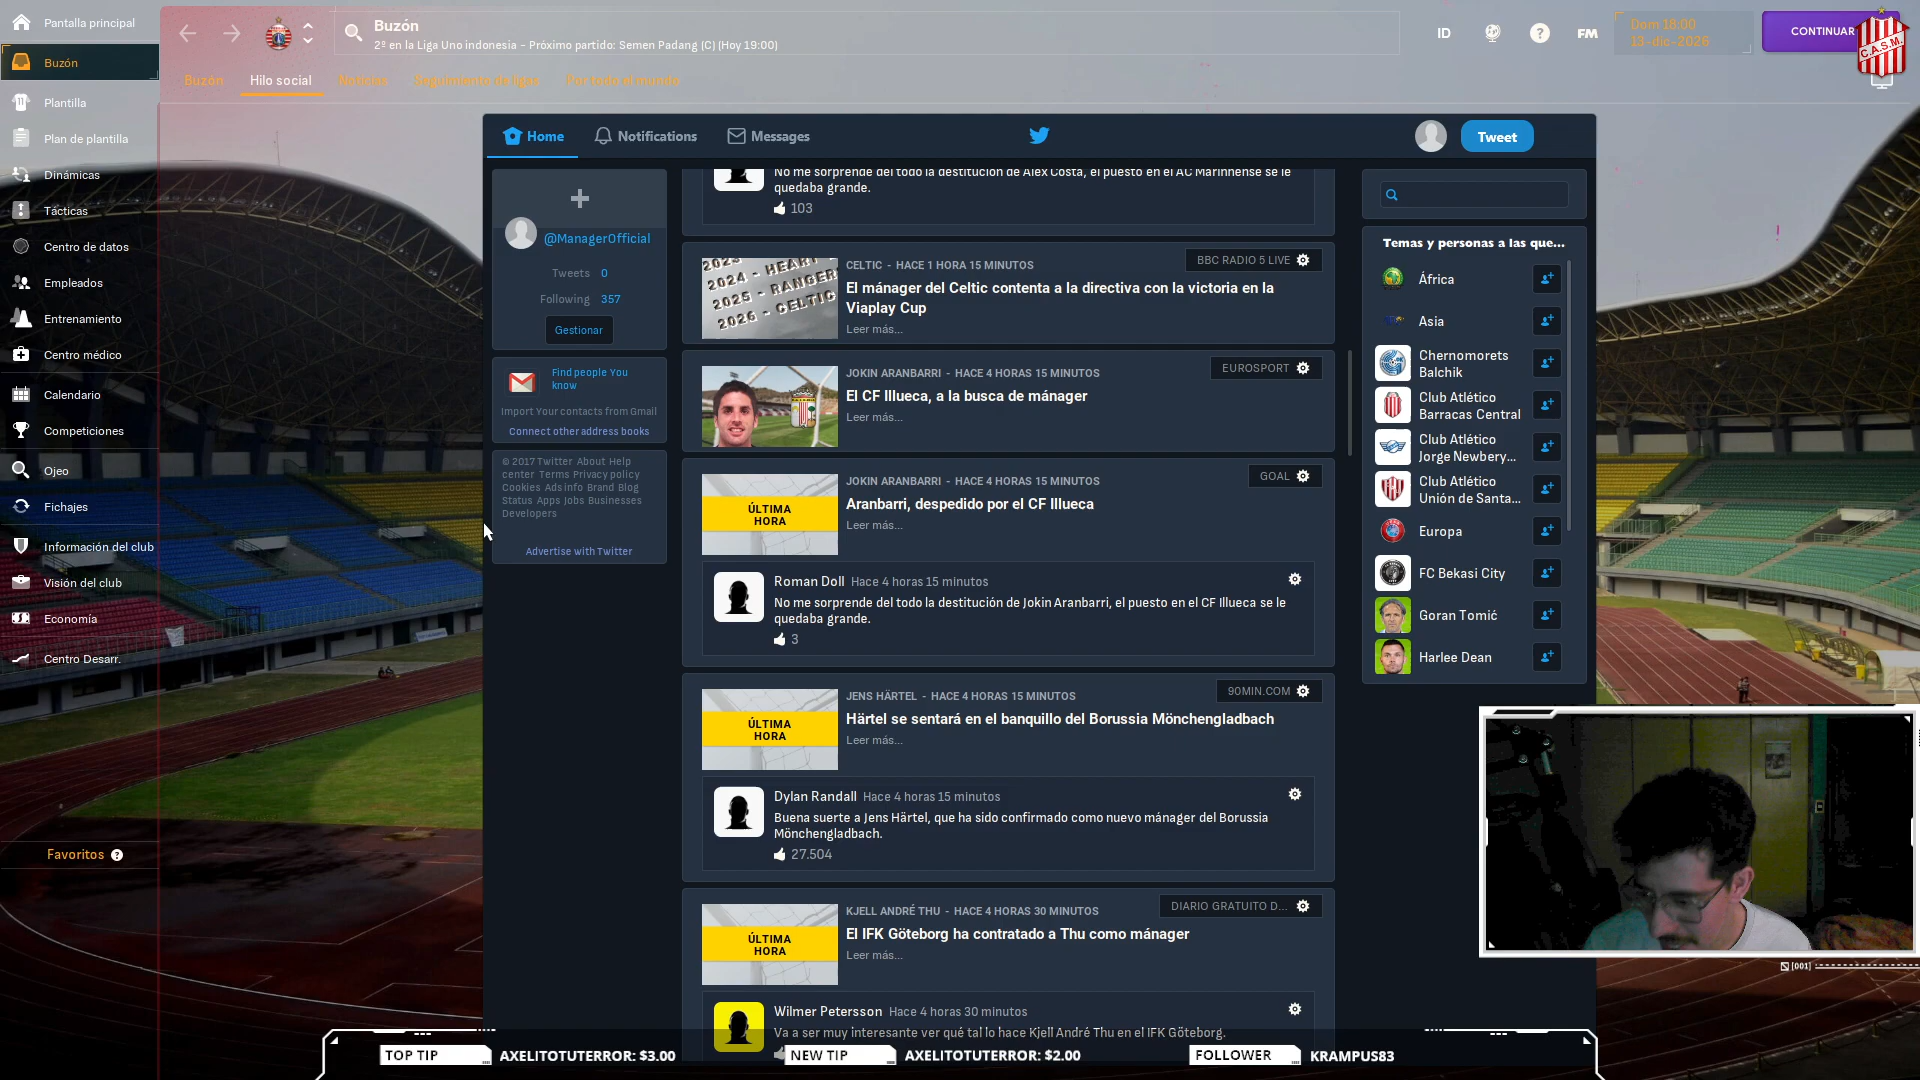 Pantalla principal
Buzón
Plantilla
Plan de plantilla
Dinámicas
Tácticas
Centro de datos
Empleados
Entrenamiento
Centro médico
Calendario
Competiciones
Ojeo
Fichajes
Información del club
Visión del club
Economía
Centro Desarr.
Favoritos ?
Buzón
2º en la Liga Uno indonesia - Próximo partido: Semen Padang (C) (Hoy 19:00)
ID
?
FM
Dom 18:00
13-dic-2026
CONTINUAR
C.A.S.M.
Buzón
Hilo social
Noticias
Seguimiento de ligas
Por todo el mundo
Home
Notifications
Messages
Tweet
@ManagerOfficial
Tweets 0
Following 357
Gestionar
Find people You
know
Import Your contacts from Gmail
Connect other address books
© 2017 Twitter About Help
center Terms Privacy policy
Cookies Ads info Brand Blog
Status Apps Jobs Businesses
Developers
Advertise with Twitter
No me sorprende del todo la destitución de Alex Costa, el puesto en el AC Marinhense se le
quedaba grande.
103
2024 - HEART
2025 - RANGER
2026 - CELTIC
CELTIC - HACE 1 HORA 15 MINUTOS
BBC RADIO 5 LIVE
El mánager del Celtic contenta a la directiva con la victoria en la
Viaplay Cup
Leer más...
JOKIN ARANBARRI - HACE 4 HORAS 15 MINUTOS
EUROSPORT
El CF Illueca, a la busca de mánager
Leer más...
ÚLTIMA
HORA
JOKIN ARANBARRI - HACE 4 HORAS 15 MINUTOS
GOAL
Aranbarri, despedido por el CF Illueca
Leer más...
Roman Doll Hace 4 horas 15 minutos
No me sorprende del todo la destitución de Jokin Aranbarri, el puesto en el CF Illueca se le
quedaba grande.
3
ÚLTIMA
HORA
JENS HÄRTEL - HACE 4 HORAS 15 MINUTOS
90MIN.COM
Härtel se sentará en el banquillo del Borussia Mönchengladbach
Leer más...
Dylan Randall Hace 4 horas 15 minutos
Buena suerte a Jens Härtel, que ha sido confirmado como nuevo mánager del Borussia
Mönchengladbach.
27.504
ÚLTIMA
HORA
KJELL ANDRÉ THU - HACE 4 HORAS 30 MINUTOS
DIARIO GRATUITO D...
El IFK Göteborg ha contratado a Thu como mánager
Leer más...
Wilmer Petersson Hace 4 horas 30 minutos
Va a ser muy interesante ver qué tal lo hace Kjell André Thu en el IFK Göteborg.
Temas y personas a las que...
África
Asia
Chernomorets
Balchik
Club Atlético
Barracas Central
Club Atlético
Jorge Newbery...
Club Atlético
Unión de Santa...
Europa
FC Bekasi City
Goran Tomić
Harlee Dean
[001]
TOP TIP
AXELITOTUTERROR: $3.00
NEW TIP
AXELITOTUTERROR: $2.00
FOLLOWER
KRAMPUS83